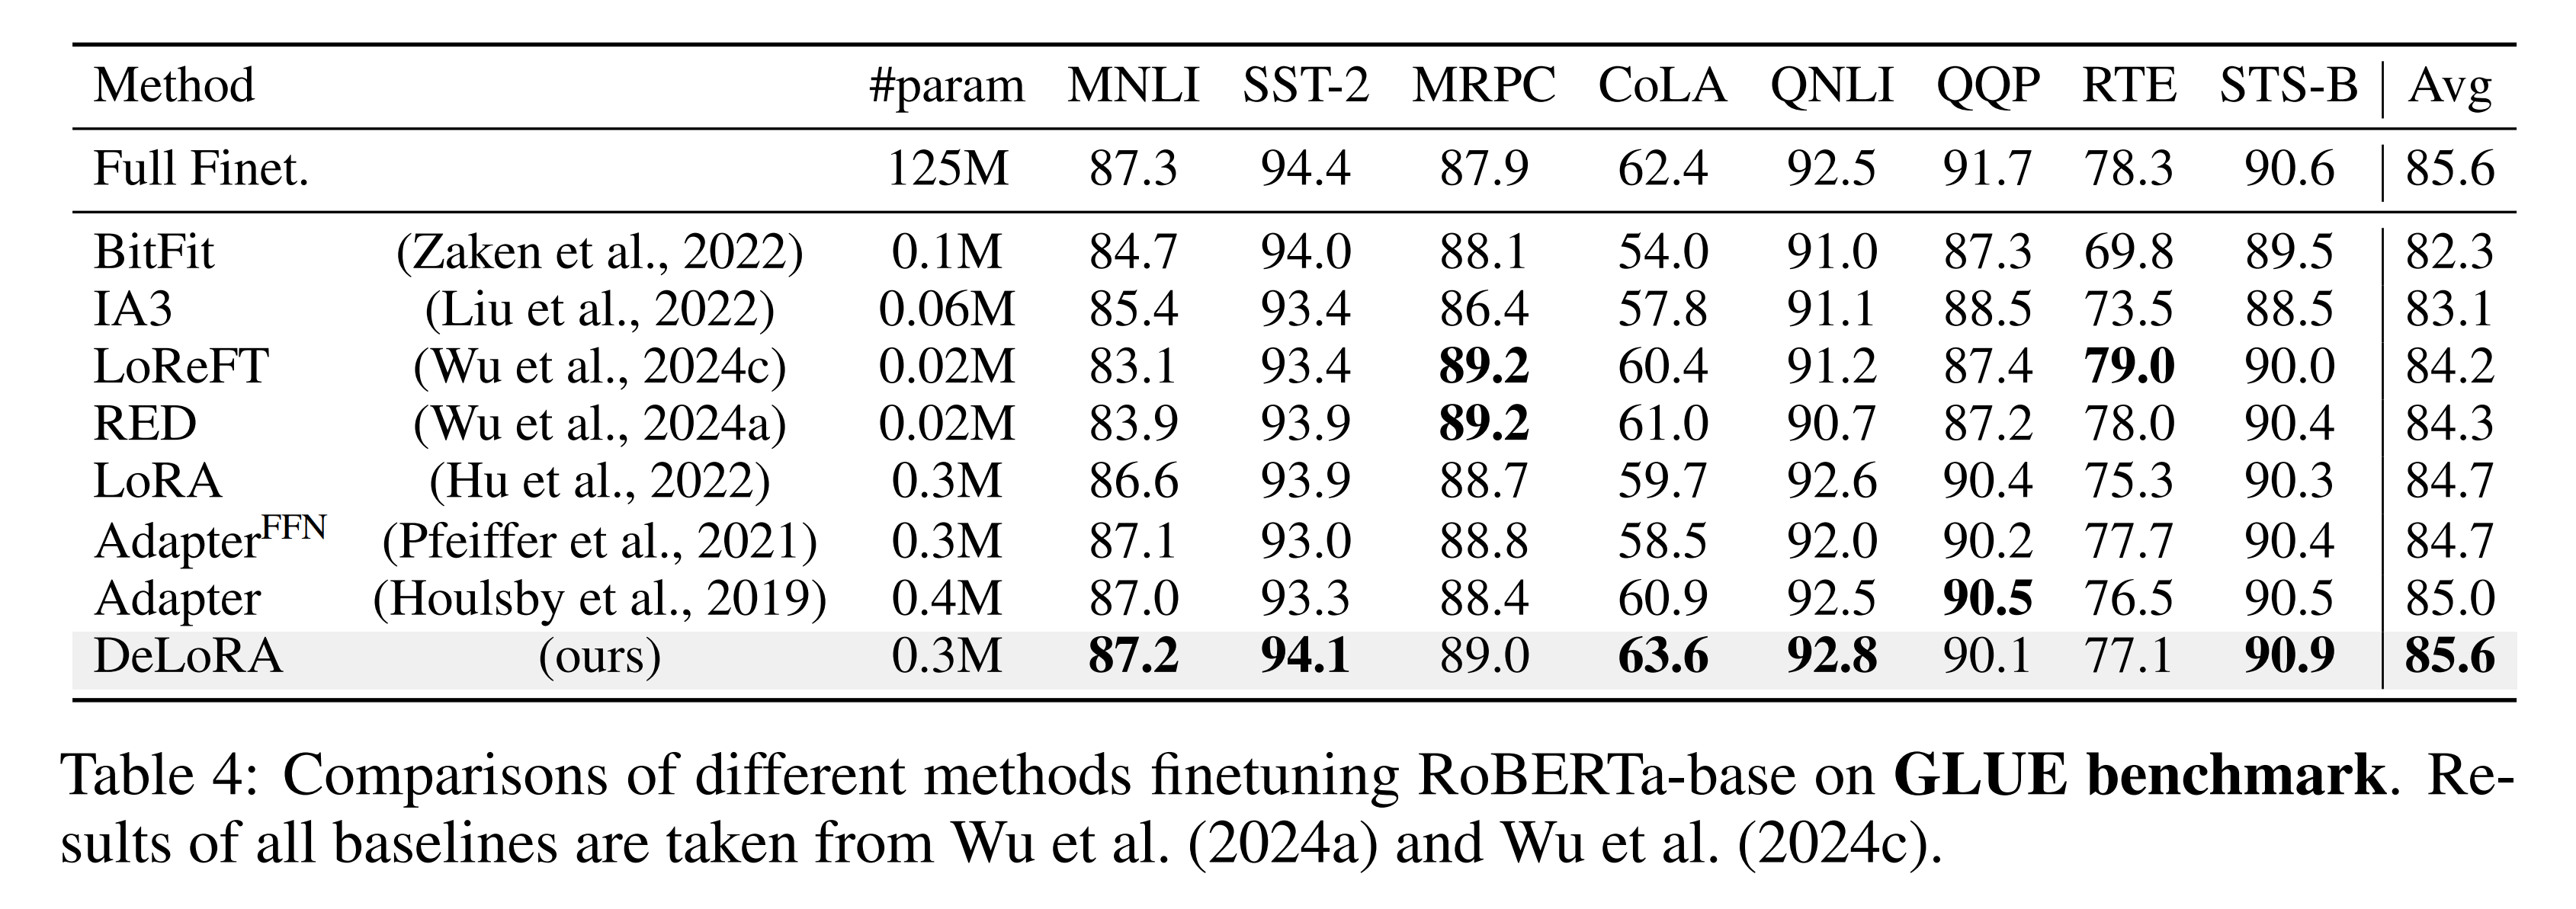 Method #param MNLI SST-2 MRPC CoLA QNLI QQP RTE STS-B Avg
Full Finet. 125M 87.3 94.4 87.9 62.4 92.5 91.7 78.3 90.6 85.6
BitFit (Zaken et al., 2022) 0.1M 84.7 94.0 88.1 54.0 91.0 87.3 69.8 89.5 82.3
IA3 (Liu et al., 2022) 0.06M 85.4 93.4 86.4 57.8 91.1 88.5 73.5 88.5 83.1
LoReFT (Wu et al., 2024c) 0.02M 83.1 93.4 89.2 60.4 91.2 87.4 79.0 90.0 84.2
RED (Wu et al., 2024a) 0.02M 83.9 93.9 89.2 61.0 90.7 87.2 78.0 90.4 84.3
LoRA (Hu et al., 2022) 0.3M 86.6 93.9 88.7 59.7 92.6 90.4 75.3 90.3 84.7
AdapterFFN (Pfeiffer et al., 2021) 0.3M 87.1 93.0 88.8 58.5 92.0 90.2 77.7 90.4 84.7
Adapter (Houlsby et al., 2019) 0.4M 87.0 93.3 88.4 60.9 92.5 90.5 76.5 90.5 85.0
DeLoRA (ours) 0.3M 87.2 94.1 89.0 63.6 92.8 90.1 77.1 90.9 85.6
Table 4: Comparisons of different methods finetuning RoBERTa-base on GLUE benchmark. Re-
sults of all baselines are taken from Wu et al. (2024a) and Wu et al. (2024c).